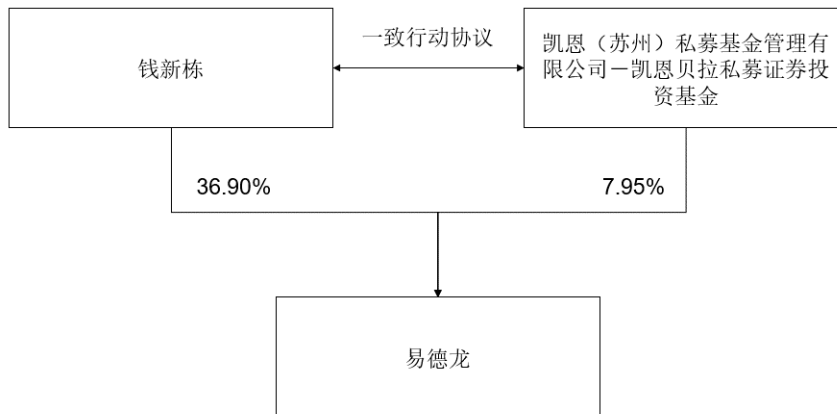 钱新栋
一致行动协议
凯恩（苏州）私募基金管理有
限公司－凯恩贝拉私募证券投
资基金
36.90%
7.95%
易德龙